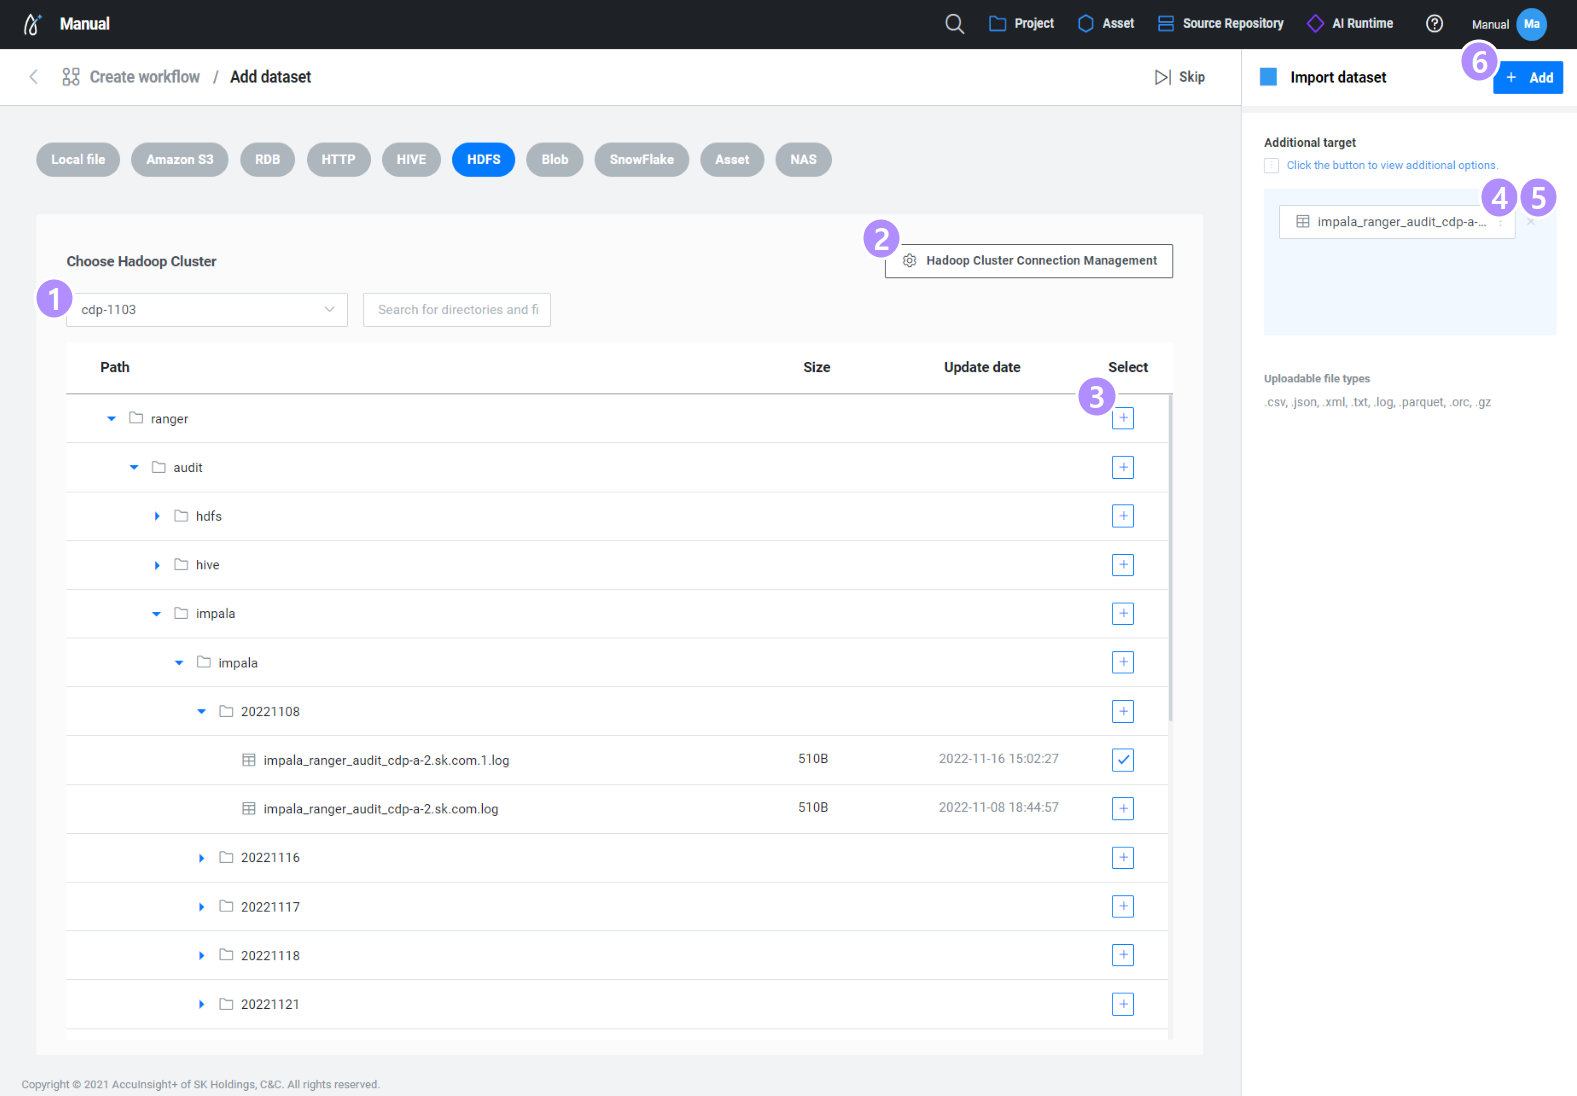 Manual
Project
Asset
Source Repository
AI Runtime
Manual
Ma
Create workflow / Add dataset
Skip
Import dataset
6
+ Add
Local file
Amazon S3
RDB
HTTP
HIVE
HDFS
Blob
SnowFlake
Asset
NAS
Additional target
Click the button to view additional options.
4
5
impala_ranger_audit_cdp-a-...
Uploadable file types
.csv, .json, .xml, .txt, .log, .parquet, .orc, .gz
Choose Hadoop Cluster
2
Hadoop Cluster Connection Management
1
cdp-1103
Search for directories and fi
Path
Size
Update date
Select
3
ranger
audit
hdfs
hive
impala
impala
20221108
impala_ranger_audit_cdp-a-2.sk.com.1.log
510B
2022-11-16 15:02:27
impala_ranger_audit_cdp-a-2.sk.com.log
510B
2022-11-08 18:44:57
20221116
20221117
20221118
20221121
Copyright © 2021 AccuInsight+ of SK Holdings, C&C. All rights reserved.